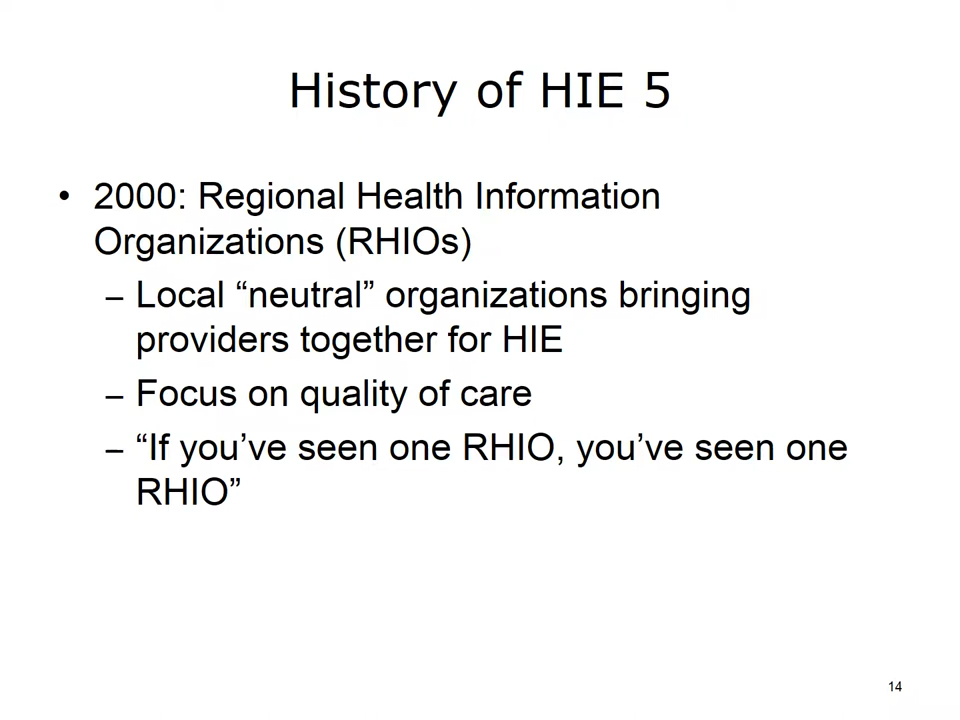 History of HIE 5
• 2000: Regional Health Information
Organizations (RHIOs)
– Local “neutral” organizations bringing
providers together for HIE
– Focus on quality of care
– “If you’ve seen one RHIO, you’ve seen one
RHIO”
14